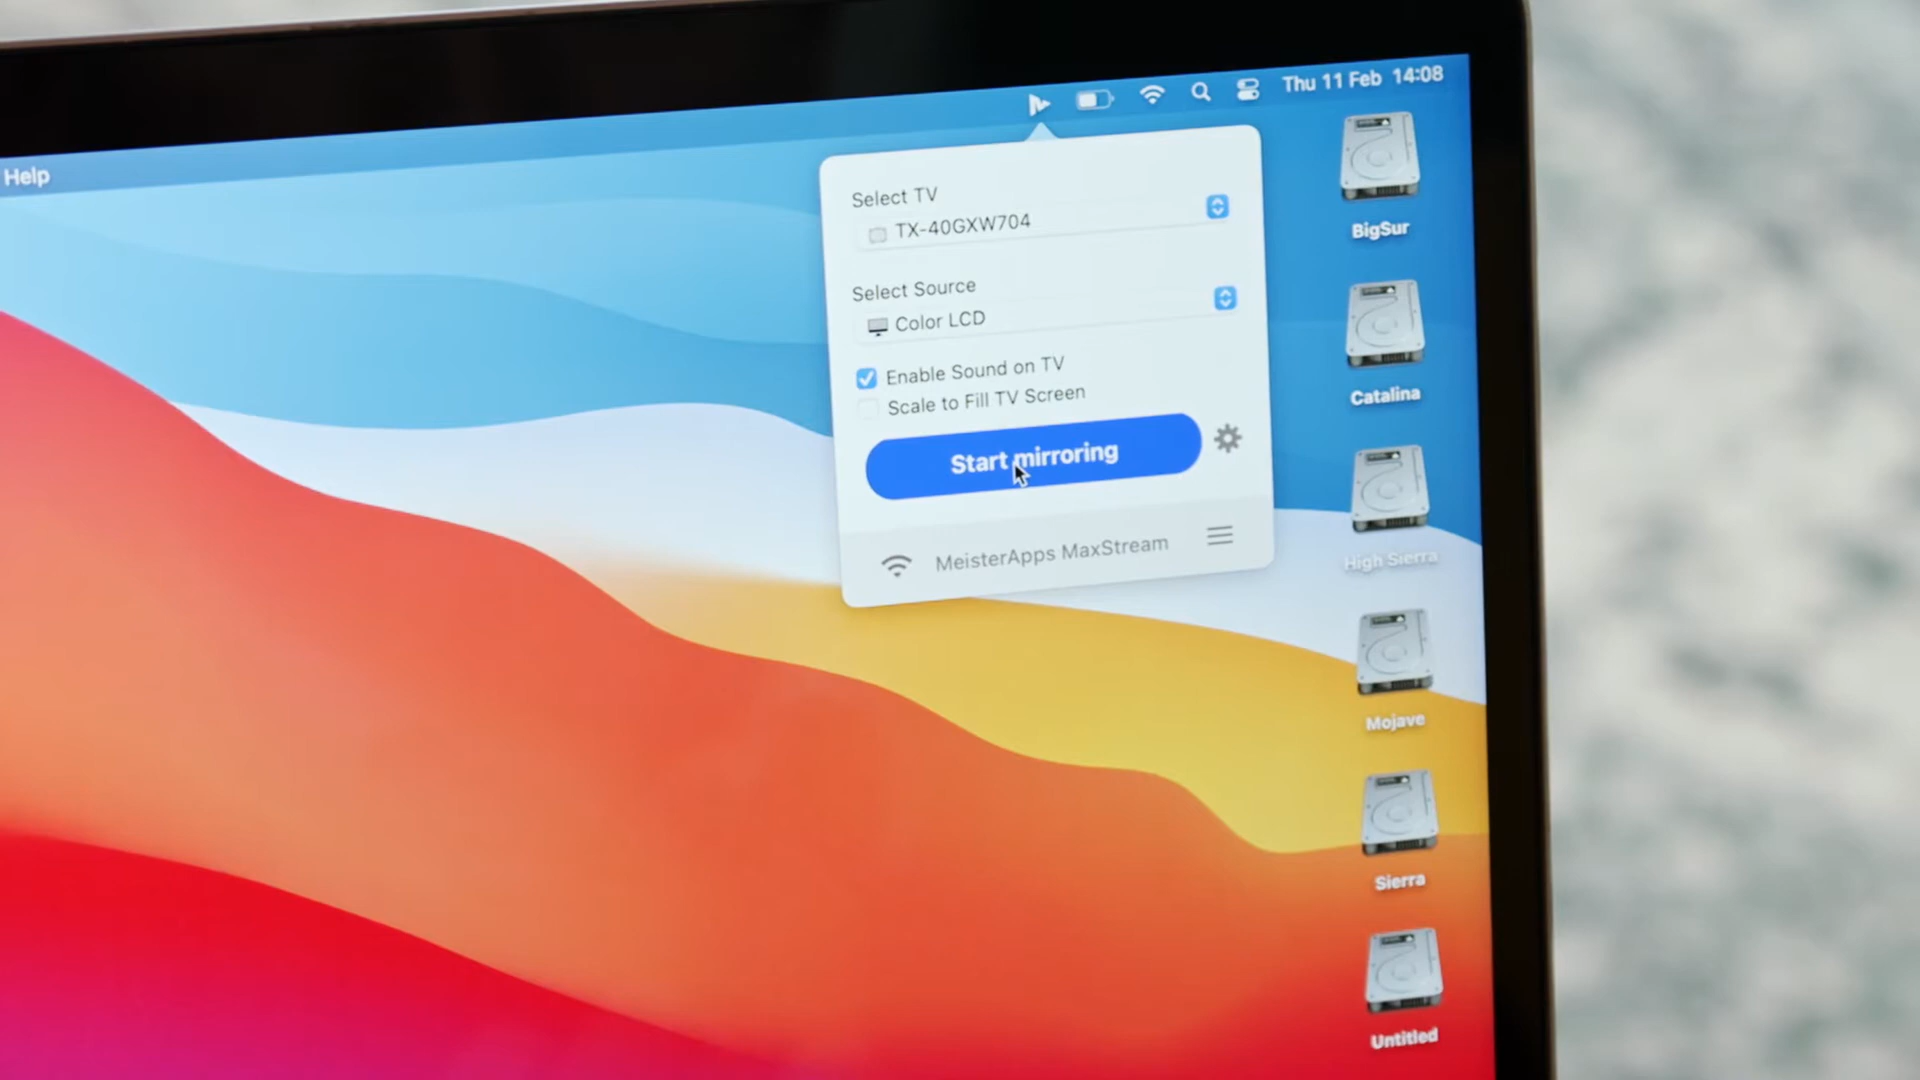 Help
Thu 11 Feb 14:08
Select TV
TX-40GXW704
Select Source
Color LCD
Enable Sound on TV
Scale to Fill TV Screen
Start mirroring
MeisterApps MaxStream
BigSur
Catalina
High Sierra
Mojave
Sierra
Untitled